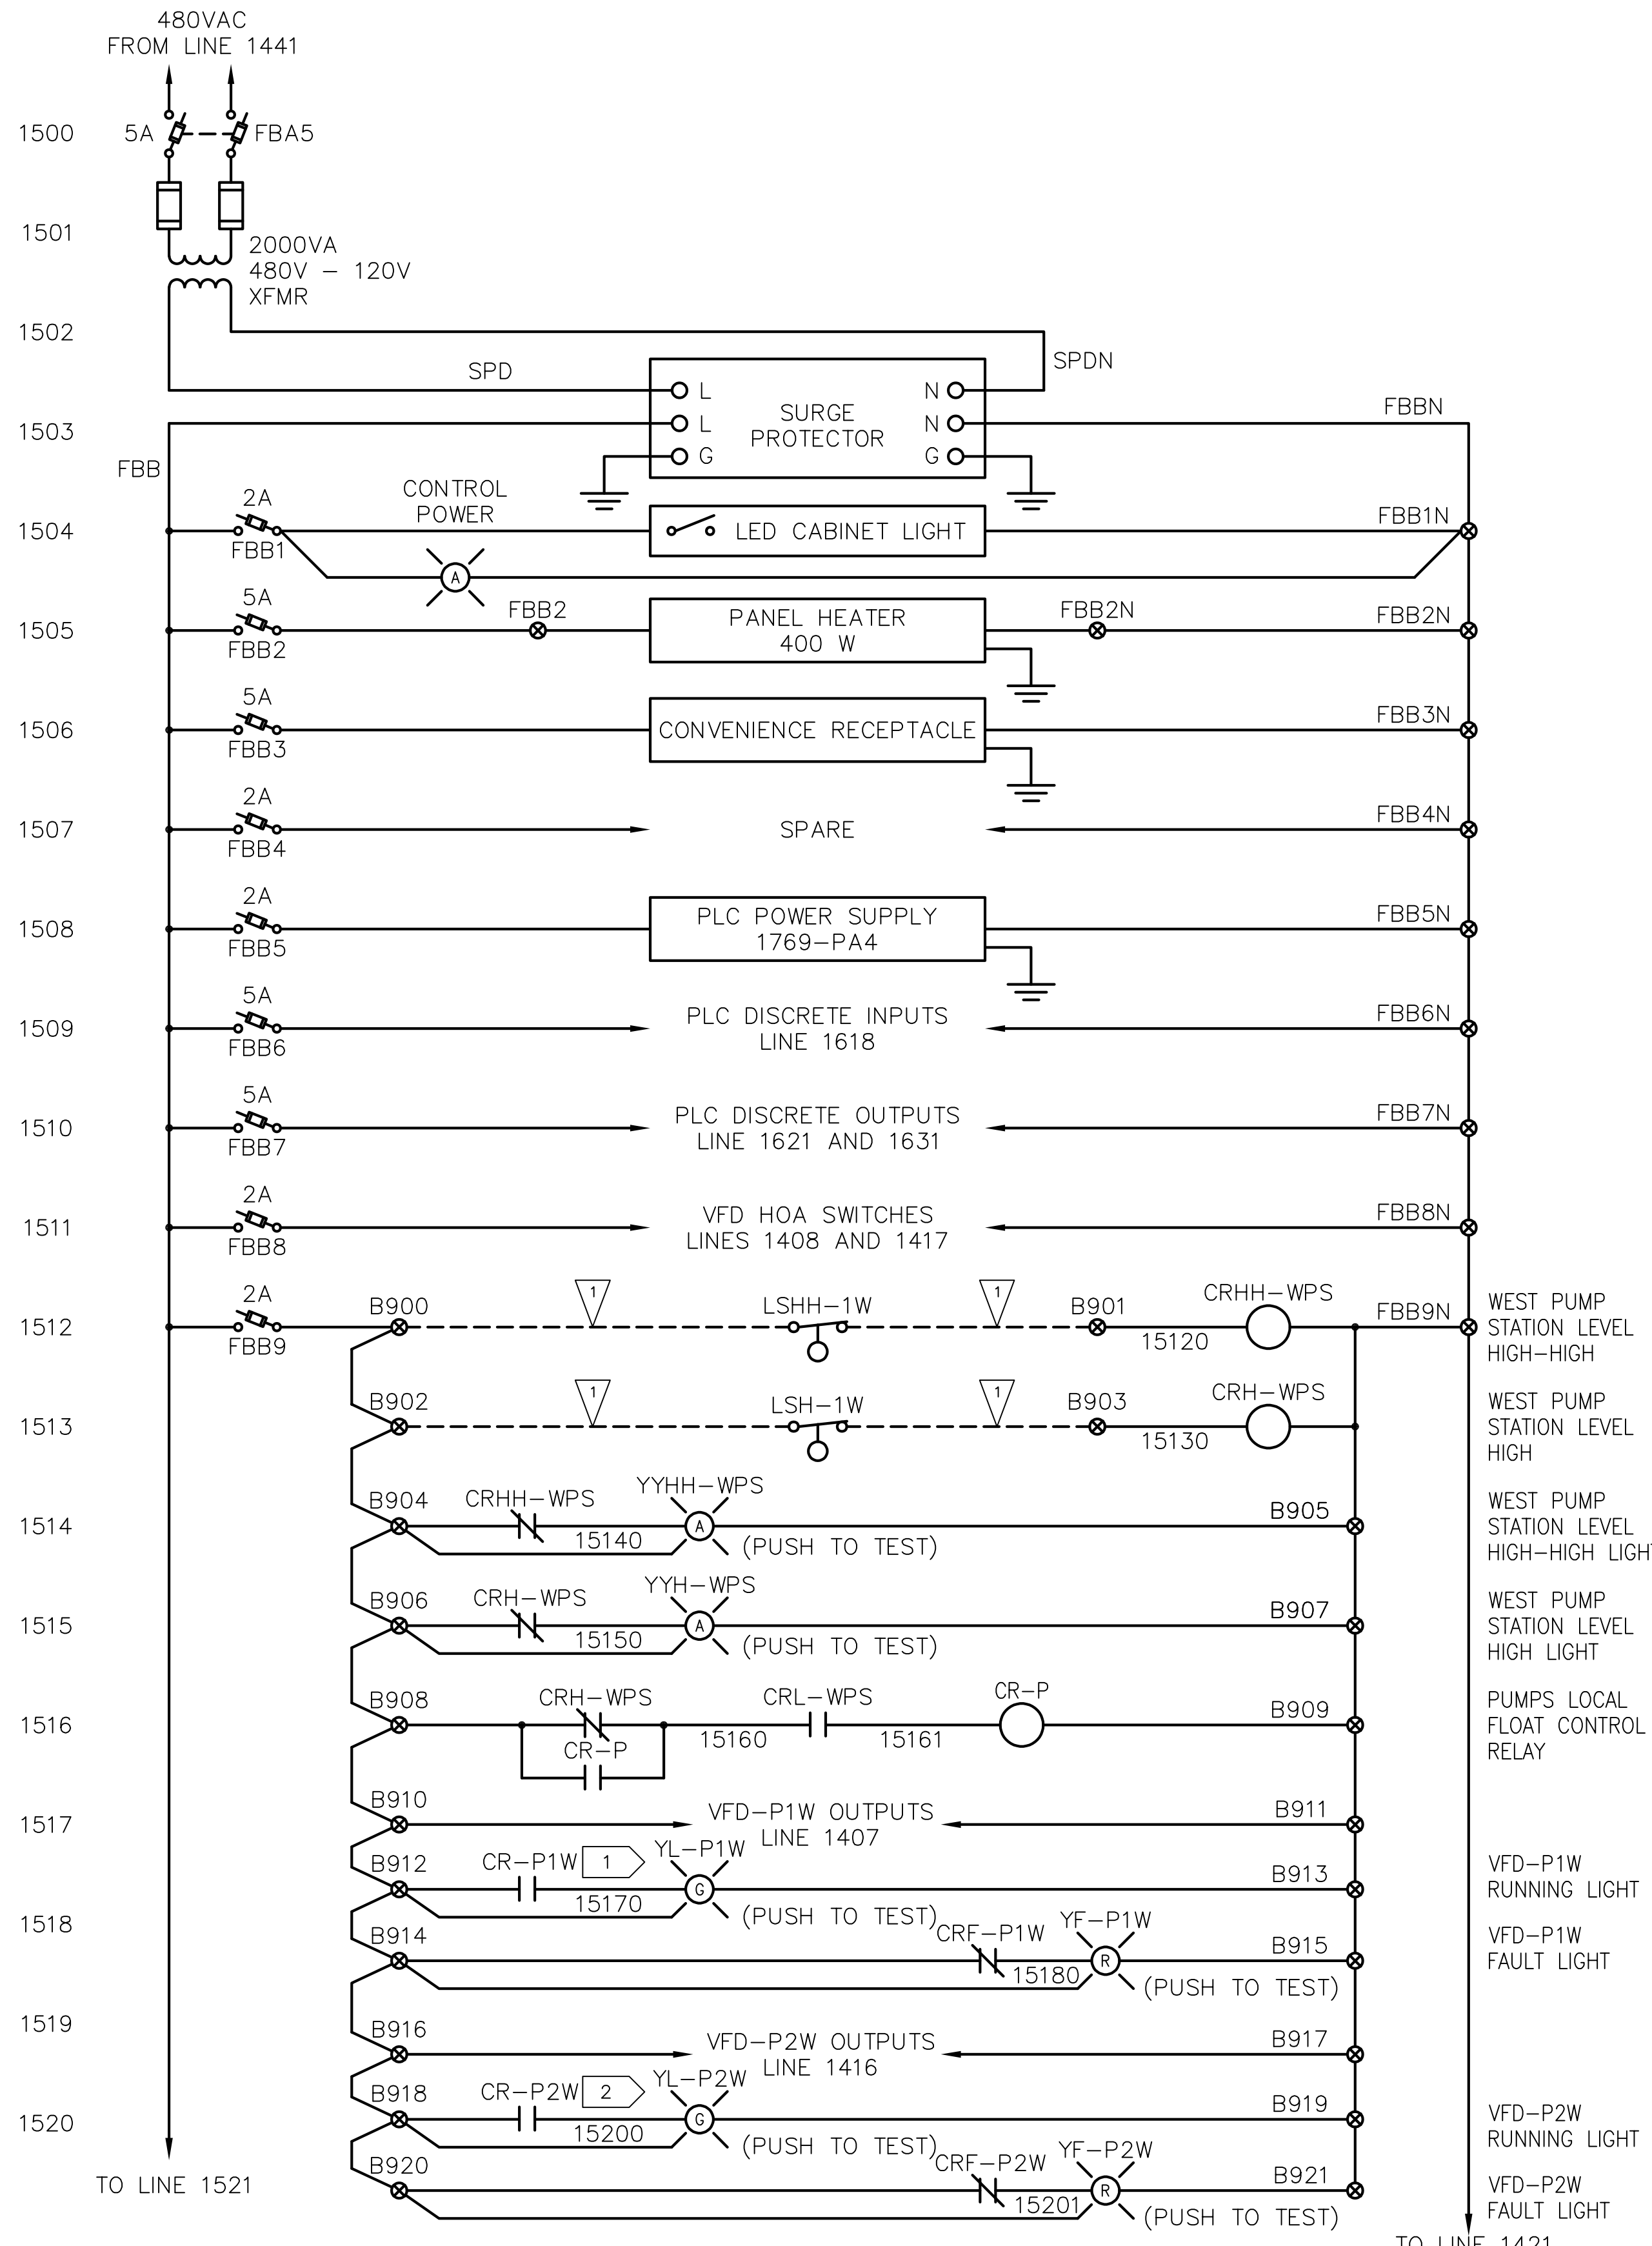 480VAC
FROM LINE 1441
1500
5A
FBA5
1501
2000VA
480V – 120V
XFMR
1502
SPD
SPDN
L
N
SURGE
PROTECTOR
1503
L
N
FBBN
G
G
FBB
2A
CONTROL
POWER
1504
FBB1
LED CABINET LIGHT
FBB1N
A
5A
FBB2
FBB2N
1505
FBB2
PANEL HEATER
400 W
FBB2N
5A
1506
FBB3
CONVENIENCE RECEPTACLE
FBB3N
2A
1507
FBB4
SPARE
FBB4N
2A
1508
FBB5
PLC POWER SUPPLY
1769–PA4
FBB5N
5A
1509
FBB6
PLC DISCRETE INPUTS
LINE 1618
FBB6N
5A
1510
FBB7
PLC DISCRETE OUTPUTS
LINE 1621 AND 1631
FBB7N
2A
1511
FBB8
VFD HOA SWITCHES
LINES 1408 AND 1417
FBB8N
2A
1512
FBB9
B900
1
LSHH–1W
1
B901
15120
CRHH–WPS
FBB9N
WEST PUMP
STATION LEVEL
HIGH–HIGH
1513
B902
1
LSH–1W
1
B903
15130
CRH–WPS
WEST PUMP
STATION LEVEL
HIGH
1514
B904
CRHH–WPS
15140
YYHH–WPS
A
(PUSH TO TEST)
B905
WEST PUMP
STATION LEVEL
HIGH–HIGH LIGHT
1515
B906
CRH–WPS
15150
YYH–WPS
A
(PUSH TO TEST)
B907
WEST PUMP
STATION LEVEL
HIGH LIGHT
1516
B908
CRH–WPS
CR–P
15160
CRL–WPS
15161
CR–P
B909
PUMPS LOCAL
FLOAT CONTROL
RELAY
1517
B910
VFD–P1W OUTPUTS
LINE 1407
B911
B912
CR–P1W
1
15170
YL–P1W
G
(PUSH TO TEST)
B913
VFD–P1W
RUNNING LIGHT
1518
B914
CRF–P1W
15180
YF–P1W
R
(PUSH TO TEST)
B915
VFD–P1W
FAULT LIGHT
1519
B916
VFD–P2W OUTPUTS
LINE 1416
B917
B918
CR–P2W
2
15200
YL–P2W
G
(PUSH TO TEST)
B919
VFD–P2W
RUNNING LIGHT
1520
B920
CRF–P2W
15201
YF–P2W
R
(PUSH TO TEST)
B921
VFD–P2W
FAULT LIGHT
TO LINE 1521
TO LINE 1421